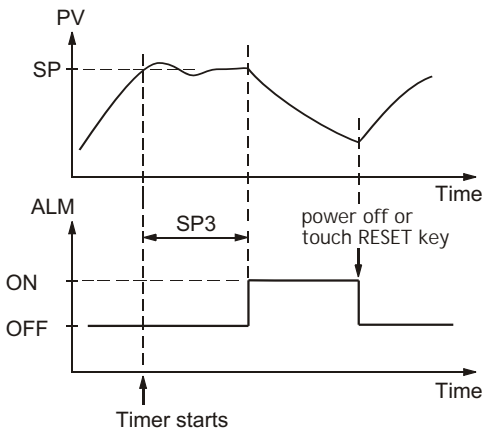 PV
SP
Time
ALM
SP3
power off or
touch RESET key
ON
OFF
Time
Timer starts